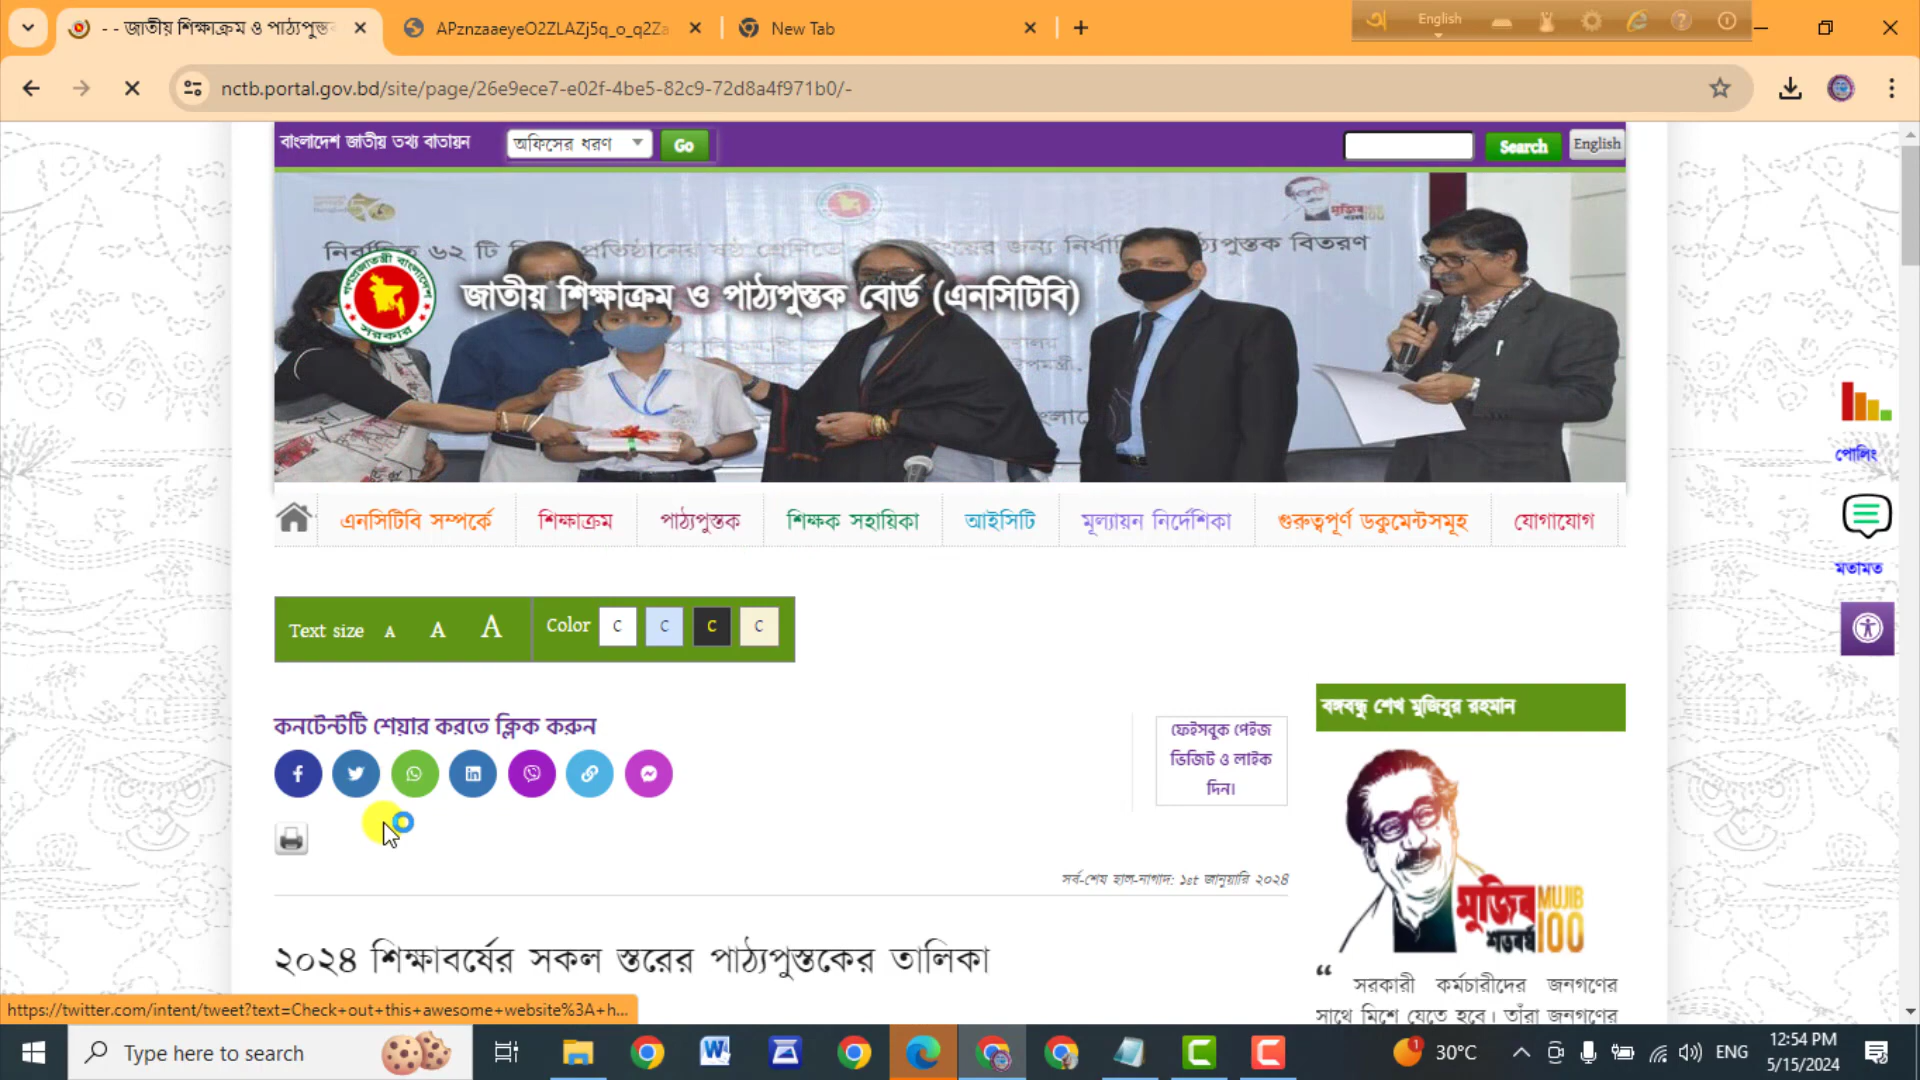 - - জাতীয় শিক্ষাক্রম ও পাঠ্যপুস্ত
APznzaaeyeO2ZLAZj5q_o_q2Za
New Tab
English
nctb.portal.gov.bd/site/page/26e9ece7-e02f-4be5-82c9-72d8a4f971b0/-
বাংলাদেশ জাতীয় তথ্য বাতায়ন
অফিসের ধরণ
Go
Search
English
জাতীয় শিক্ষাক্রম ও পাঠ্যপুস্তক বোর্ড (এনসিটিবি)
এনসিটিবি সম্পর্কে
শিক্ষাক্রম
পাঠ্যপুস্তক
শিক্ষক সহায়িকা
আইসিটি
মূল্যায়ন নির্দেশিকা
গুরুত্বপূর্ণ ডকুমেন্টসমূহ
যোগাযোগ
পোলিং
মতামত
Text size A A A
Color C C C C
কনটেন্টটি শেয়ার করতে ক্লিক করুন
ফেইসবুক পেইজ
ভিজিট ও লাইক
দিন।
বঙ্গবন্ধু শেখ মুজিবুর রহমান
সর্ব-শেষ হাল-নাগাদ: ১st জানুয়ারি ২০২৪
মুজিব MUJIB
শতবর্ষ 100
২০২৪ শিক্ষাবর্ষের সকল স্তরের পাঠ্যপুস্তকের তালিকা
“ সরকারী কর্মচারীদের জনগণের
সাথে মিশে যেতে হবে। তাঁরা জনগণের
https://twitter.com/intent/tweet?text=Check+out+this+awesome+website%3A+h...
Type here to search
30°C
ENG
12:54 PM
5/15/2024